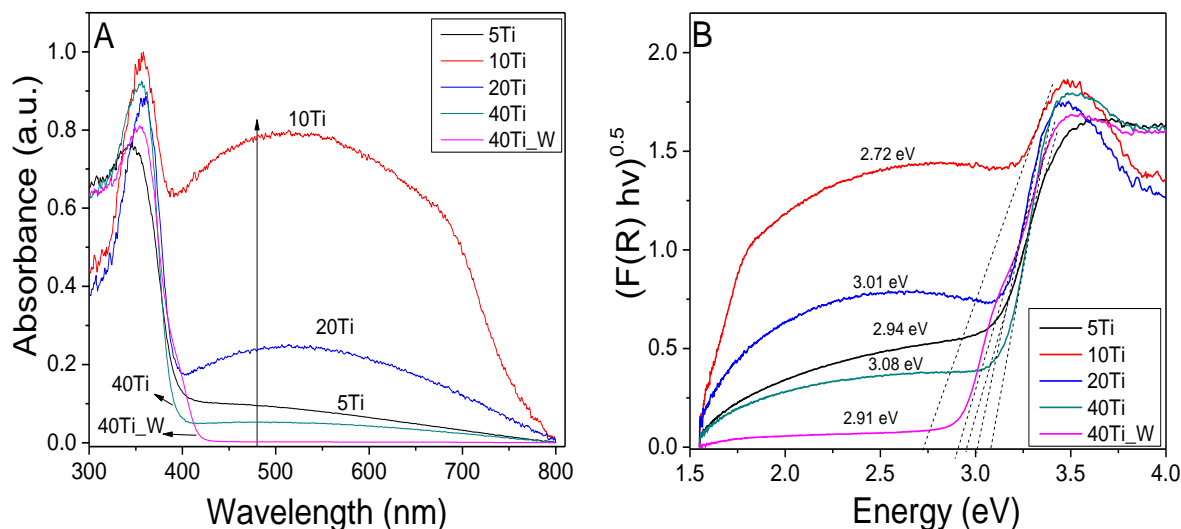 A
5Ti
10Ti
20Ti
40Ti
40Ti_W
10Ti
20Ti
40Ti
5Ti
40Ti_W
1.0
0.8
0.6
0.4
0.2
0.0
Absorbance (a.u.)
300 400 500 600 700 800
Wavelength (nm)
B
2.72 eV
3.01 eV
2.94 eV
3.08 eV
2.91 eV
5Ti
10Ti
20Ti
40Ti
40Ti_W
2.0
1.5
1.0
0.5
0.0
(F(R) hν)^0.5
1.5 2.0 2.5 3.0 3.5 4.0
Energy (eV)